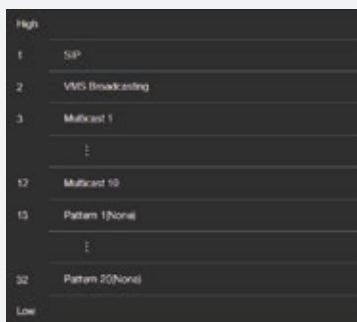 High
1 SIP
2 VMS Broadcasting
3 Multicast 1
⋮
12 Multicast 10
13 Pattern 1(None)
⋮
32 Pattern 20(None)
Low